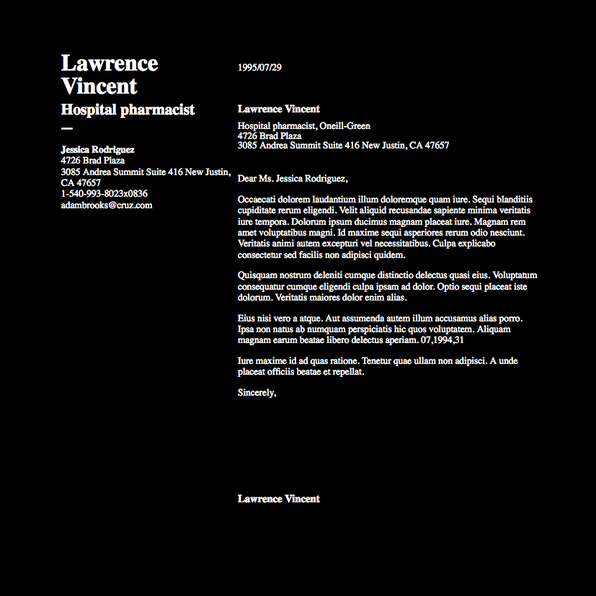 Lawrence
Vincent
Hospital pharmacist
—
Jessica Rodriguez
4726 Brad Plaza
3085 Andrea Summit Suite 416 New Justin,
CA 47657
1-540-993-8023x0836
adambrooks@cruz.com
1995/07/29
Lawrence Vincent
Hospital pharmacist, Oneill-Green
4726 Brad Plaza
3085 Andrea Summit Suite 416 New Justin, CA 47657
Dear Ms. Jessica Rodriguez,
Occaecati dolorem laudantium illum doloremque quam iure. Sequi blanditiis
cupiditate rerum eligendi. Velit aliquid recusandae sapiente minima veritatis
iure tempora. Dolorum ipsum ducimus magnam placeat iure. Magnam rem
amet voluptatibus magni. Id maxime sequi asperiores rerum odio nesciunt.
Veritatis animi autem excepturi vel necessitatibus. Culpa explicabo
consectetur sed facilis non adipisci quidem.
Quisquam nostrum deleniti cumque distinctio delectus quasi eius. Voluptatum
consequatur cumque eligendi culpa ipsam ad dolor. Optio sequi placeat iste
dolorum. Veritatis maiores dolor enim alias.
Eius nisi vero a atque. Aut assumenda autem illum accusamus alias porro.
Ipsa non natus ab numquam perspiciatis hic quos voluptatem. Aliquam
magnam earum beatae libero delectus aperiam. 07,1994,31
Iure maxime id ad quas ratione. Tenetur quae ullam non adipisci. A unde
placeat officiis beatae et repellat.
Sincerely,
Lawrence Vincent